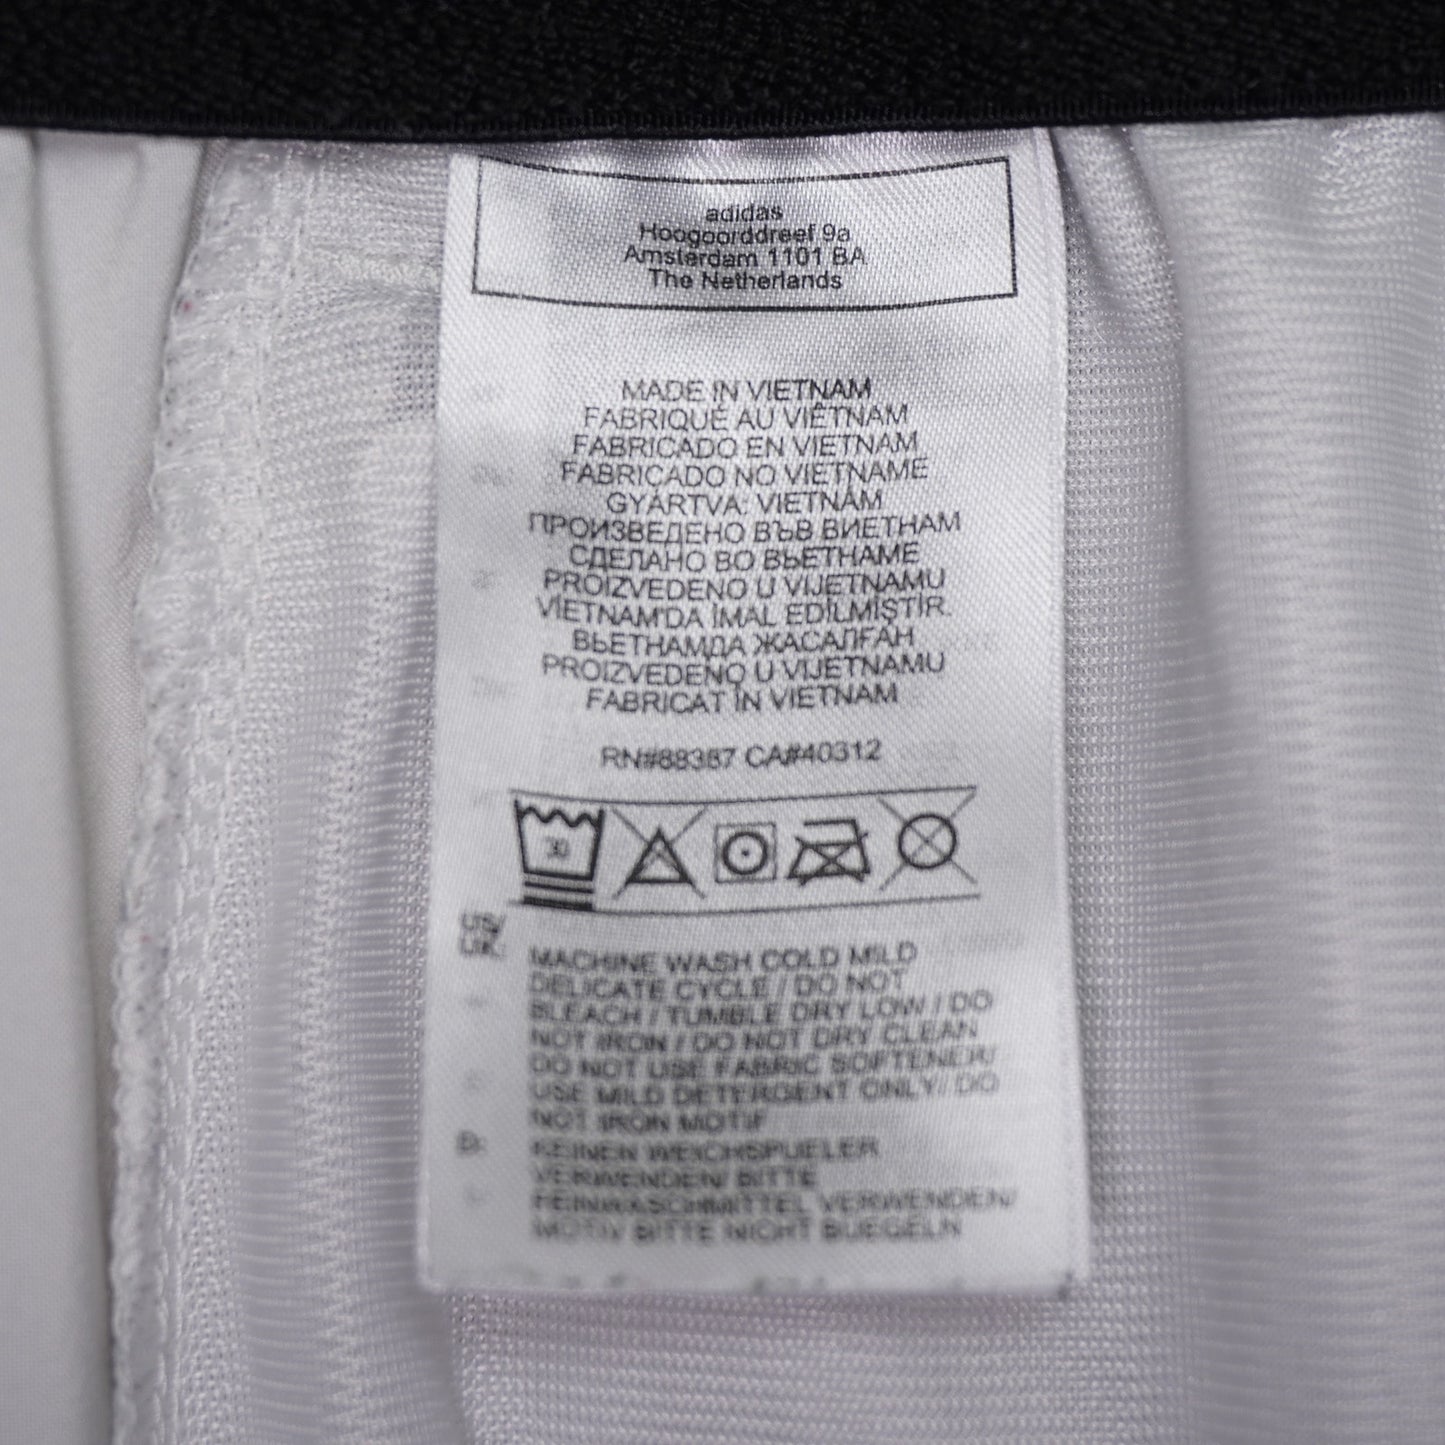 adidas
Hoogoorddreef 9a
Amsterdam 1101 BA
The Netherlands
MADE IN VIETNAM
FABRIQUÉ AU VIÊTNAM
FABRICADO EN VIETNAM
FABRICADO NO VIETNAME
GYÁRTVA: VIETNÁM
ПРОИЗВЕДЕНО ВЪВ ВИЕТНАМ
СДЕЛАНО ВО ВЬЕТНАМЕ
PROIZVEDENO U VIJETNAMU
VIETNAM'DA İMAL EDİLMİŞTİR.
ВЬЕТНАМДА ЖАСАЛҒАН
PROIZVEDENO U VIJETNAMU
FABRICAT ÎN VIETNAM
RN#88387 CA#40312
30
MACHINE WASH COLD MILD
DELICATE CYCLE / DO NOT
BLEACH / TUMBLE DRY LOW / DO
NOT IRON / DO NOT DRY CLEAN
DO NOT USE FABRIC SOFTENER/
USE MILD DETERGENT ONLY/ DO
NOT IRON MOTIF
KEINEN WEICHSPUELER
VERWENDEN/ BITTE
FEINWASCHMITTEL VERWENDEN/
MOTIV BITTE NICHT BUEGELN